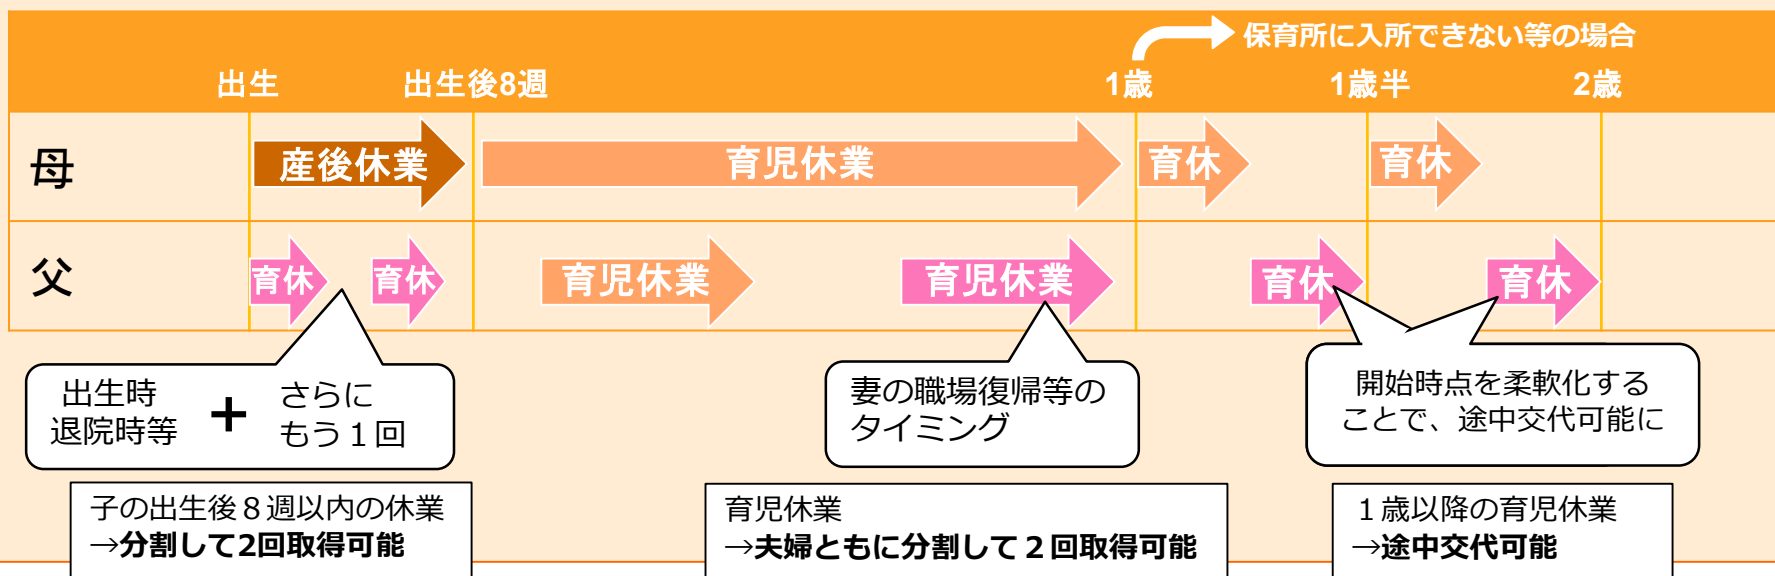 保育所に入所できない等の場合
出生
出生後8週
1歳
1歳半
2歳
母
産後休業
育児休業
育休
育休
父
育休
育休
育児休業
育児休業
育休
育休
出生時
退院時等
+
さらに
もう１回
妻の職場復帰等の
タイミング
開始時点を柔軟化する
ことで、途中交代可能に
子の出生後８週以内の休業
→分割して2回取得可能
育児休業
→夫婦ともに分割して２回取得可能
１歳以降の育児休業
→途中交代可能